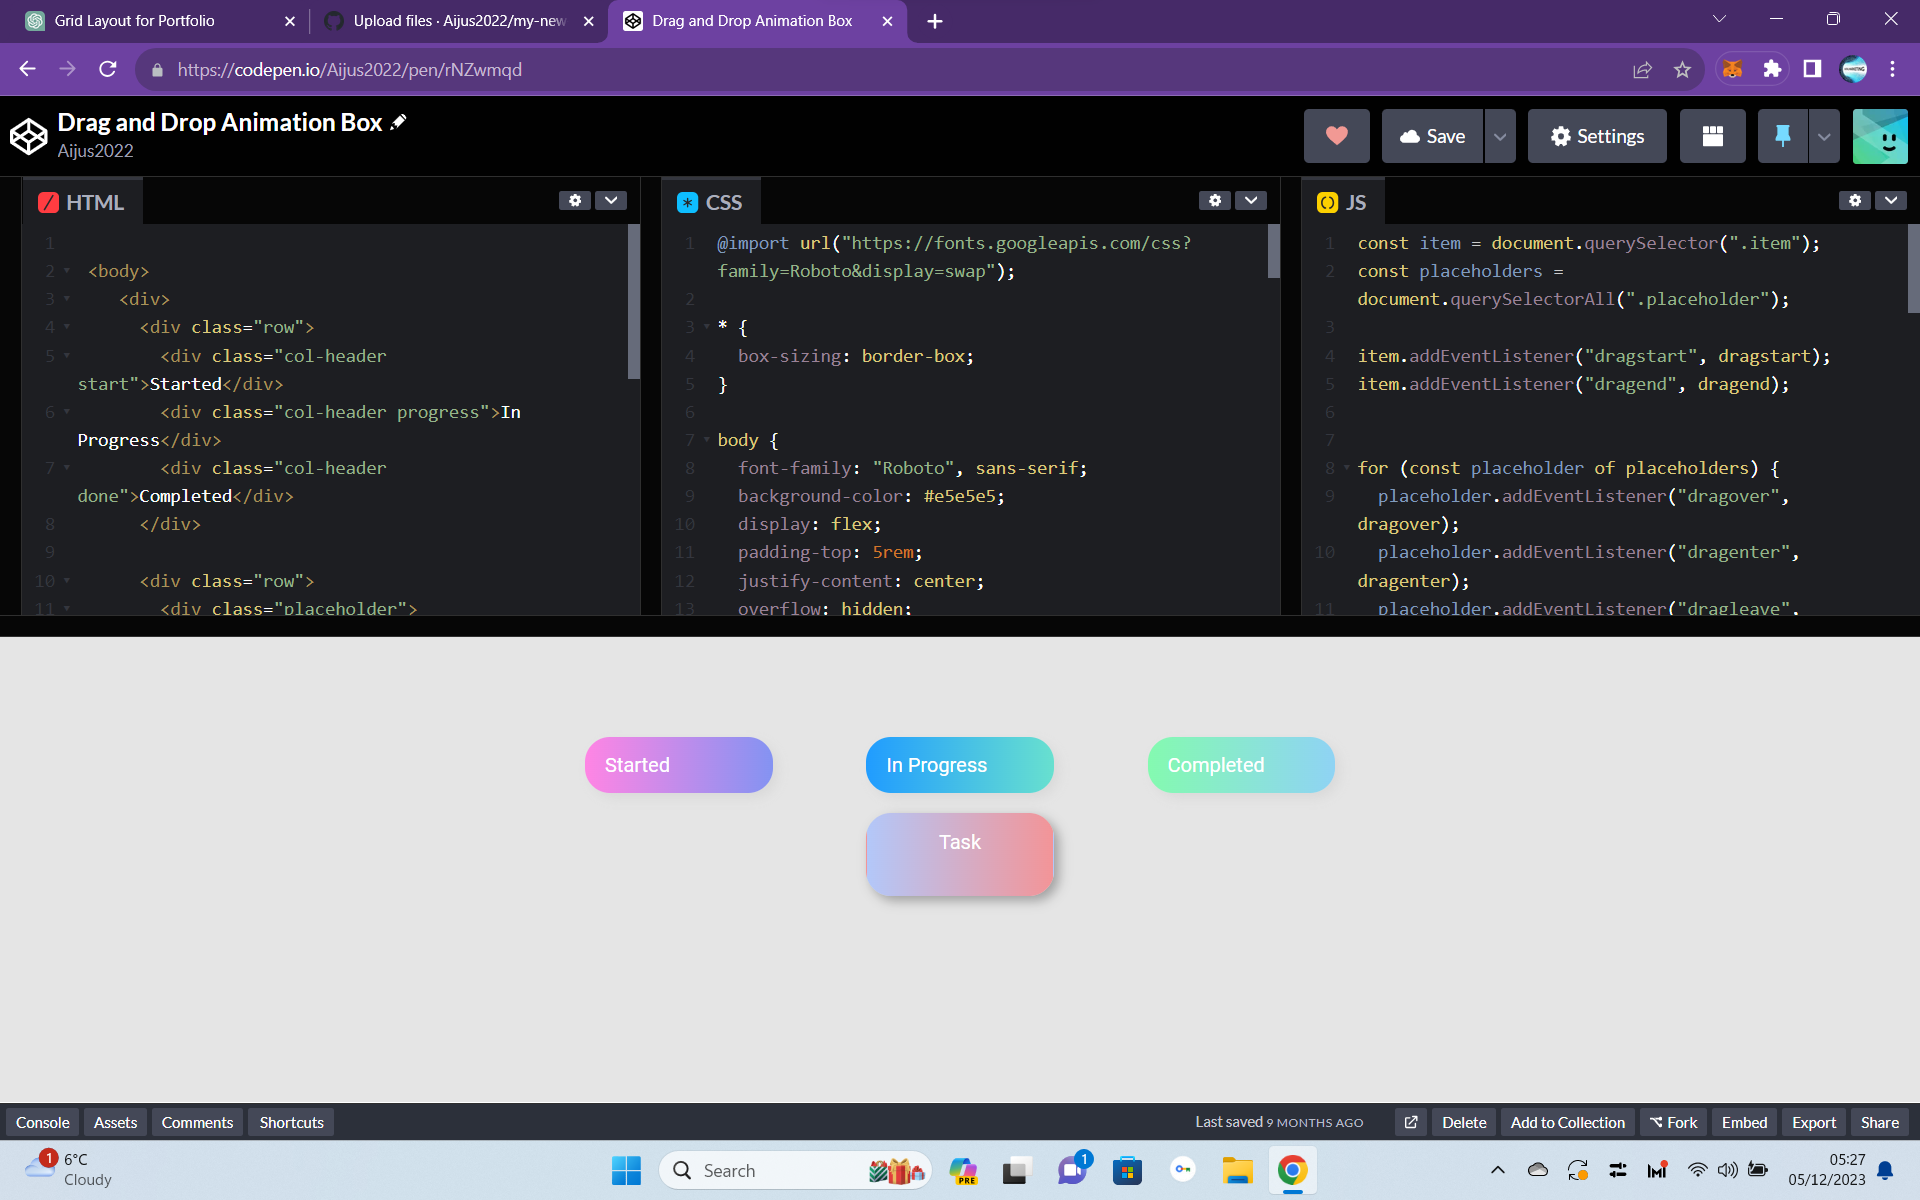 Grid Layout for Portfolio
Upload files · Aijus2022/my-new
Drag and Drop Animation Box
https://codepen.io/Aijus2022/pen/rNZwmqd
Drag and Drop Animation Box
Aijus2022
Save
Settings
HTML
1
2 <body>
3 <div>
4 <div class="row">
5 <div class="col-header
start">Started</div>
6 <div class="col-header progress">In
Progress</div>
7 <div class="col-header
done">Completed</div>
8 </div>
9
10 <div class="row">
11 <div class="placeholder">
CSS
1 @import url("https://fonts.googleapis.com/css?
family=Roboto&display=swap");
2
3 * {
4 box-sizing: border-box;
5 }
6
7 body {
8 font-family: "Roboto", sans-serif;
9 background-color: #e5e5e5;
10 display: flex;
11 padding-top: 5rem;
12 justify-content: center;
13 overflow: hidden;
JS
1 const item = document.querySelector(".item");
2 const placeholders =
document.querySelectorAll(".placeholder");
3
4 item.addEventListener("dragstart", dragstart);
5 item.addEventListener("dragend", dragend);
6
7
8 for (const placeholder of placeholders) {
9 placeholder.addEventListener("dragover",
dragover);
10 placeholder.addEventListener("dragenter",
dragenter);
11 placeholder.addEventListener("dragleave",
Started
In Progress
Completed
Task
Console
Assets
Comments
Shortcuts
Last saved 9 MONTHS AGO
Delete
Add to Collection
Fork
Embed
Export
Share
1
6°C
Cloudy
Search
PRE
1
05:27
05/12/2023